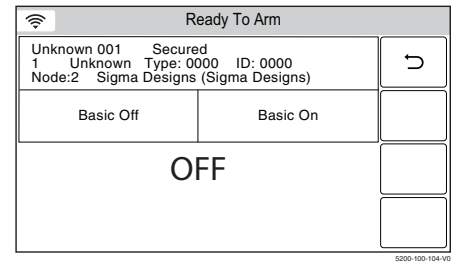 Ready To Arm
Unknown 001 Secured
1 Unknown Type: 0000 ID: 0000
Node:2 Sigma Designs (Sigma Designs)
Basic Off Basic On
OFF
5200-100-104-V0